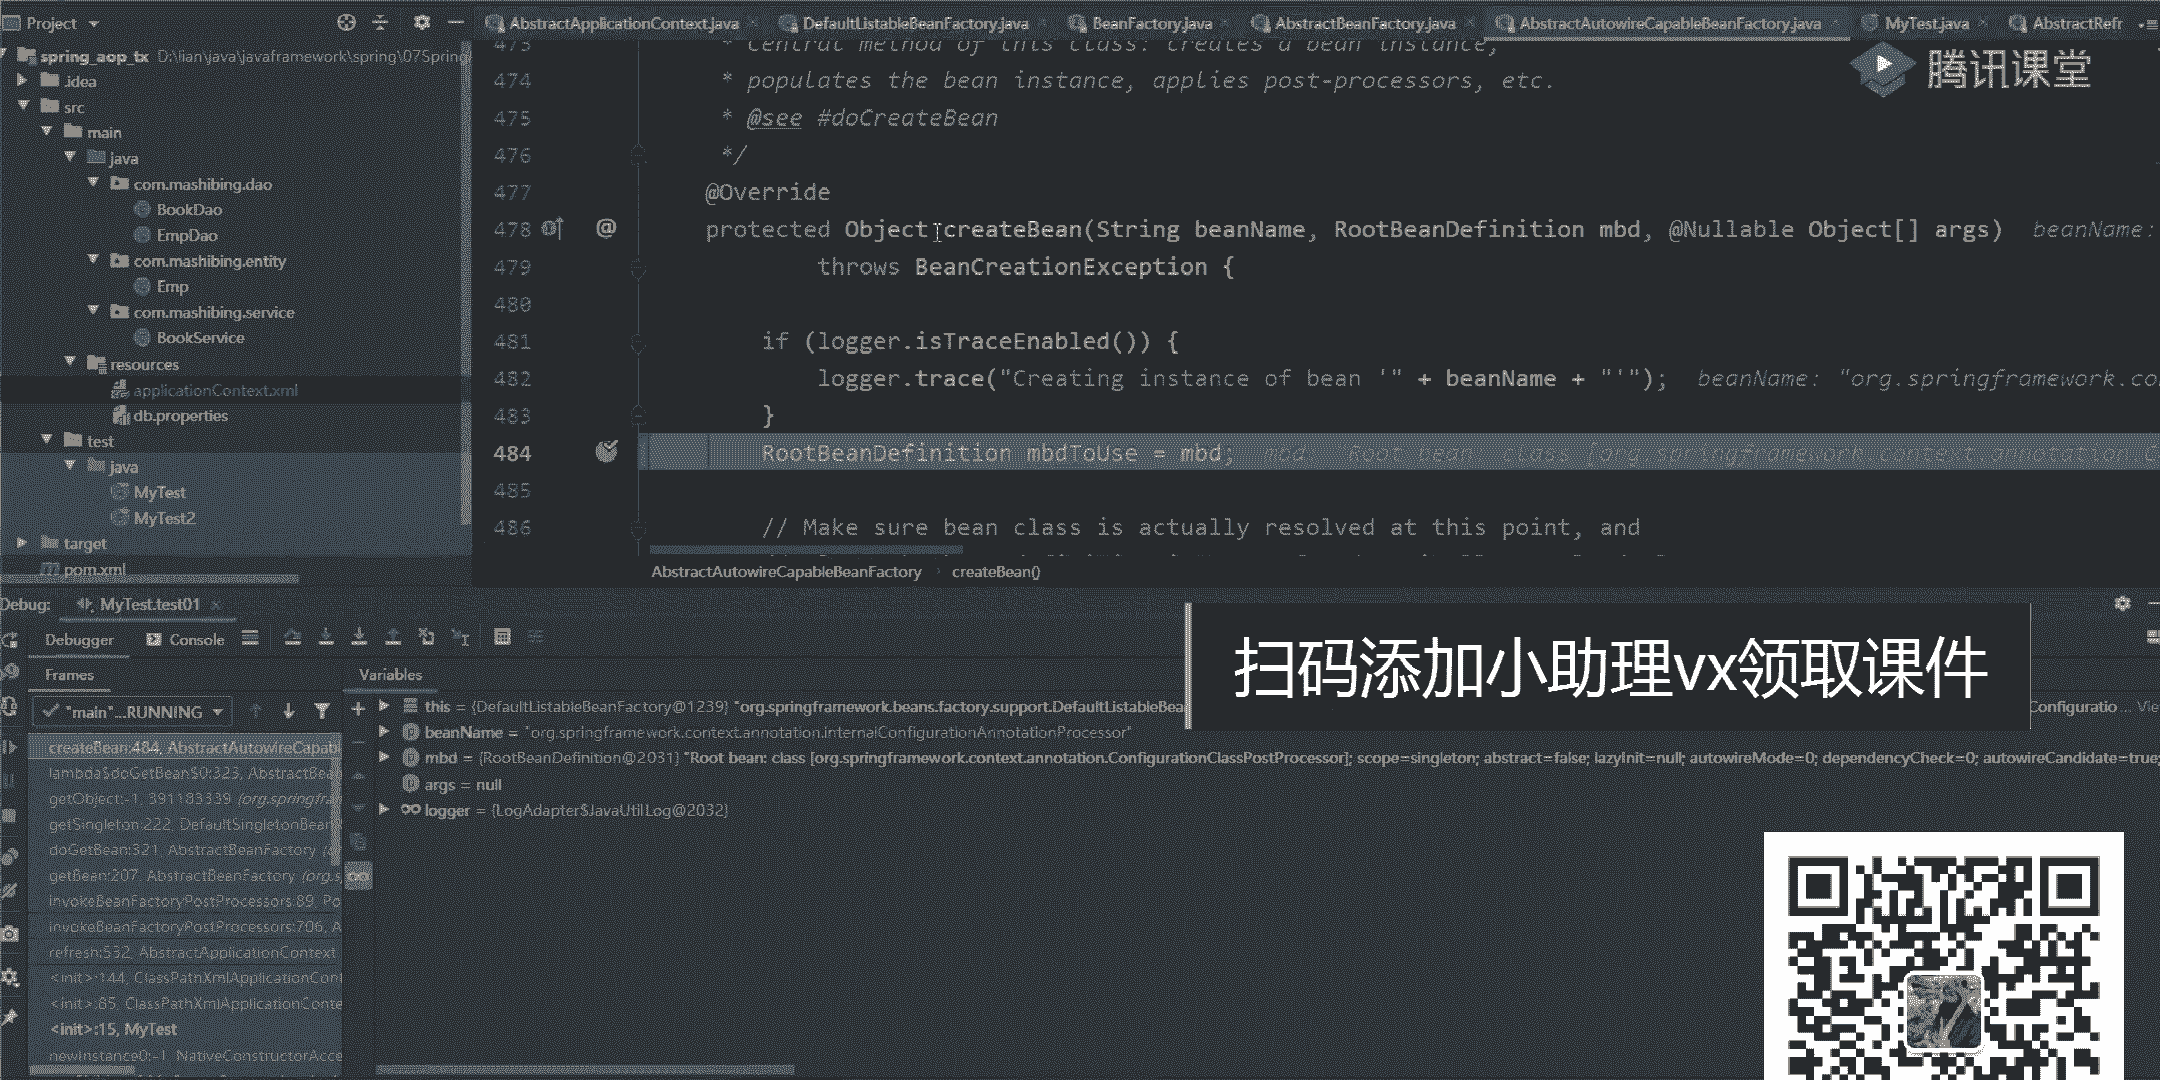 Project
AbstractApplicationContext.java
DefaultListableBeanFactory.java
BeanFactory.java
AbstractBeanFactory.java
AbstractAutowireCapableBeanFactory.java
MyTest.java
AbstractRefr
spring_aop_tx D:\lian\java\javaframework\spring\07Spring
.idea
src
main
java
com.mashibing.dao
BookDao
EmpDao
com.mashibing.entity
Emp
com.mashibing.service
BookService
resources
applicationContext.xml
db.properties
test
java
MyTest
MyTest2
target
pom.xml
473 * Central method of this class: creates a bean instance,
474 * populates the bean instance, applies post-processors, etc.
475 * @see #doCreateBean
476 */
477 @Override
478 protected Object createBean(String beanName, RootBeanDefinition mbd, @Nullable Object[] args) beanName:
479 throws BeanCreationException {
480
481 if (logger.isTraceEnabled()) {
482 logger.trace("Creating instance of bean '" + beanName + "'"); beanName: "org.springframework.co
483 }
484 RootBeanDefinition mbdToUse = mbd; mbd Root bean class [org.springframework.context.annotation.C
485
486 // Make sure bean class is actually resolved at this point, and
AbstractAutowireCapableBeanFactory
createBean()
腾讯课堂
Debug:
MyTest.test01
Debugger
Console
Frames
Variables
"main"...RUNNING
createBean:484, AbstractAutowireCapabl
lambda$doGetBean$0:323, AbstractBea
getObject:-1, 391183339 (org.springfra
getSingleton:222, DefaultSingletonBean
doGetBean:321, AbstractBeanFactory
getBean:207, AbstractBeanFactory (org.s
invokeBeanFactoryPostProcessors:89, Po
invokeBeanFactoryPostProcessors:706, A
refresh:532, AbstractApplicationContext
<init>:144, ClassPathXmlApplicationCont
<init>:85, ClassPathXmlApplicationConte
<init>:15, MyTest
newInstance0:-1, NativeConstructorAcce
this = {DefaultListableBeanFactory@1239} "org.springframework.beans.factory.support.DefaultListableBea
Configuratio ... Vie
beanName = "org.springframework.context.annotation.internalConfigurationAnnotationProcessor"
mbd = {RootBeanDefinition@2031} "Root bean: class [org.springframework.context.annotation.ConfigurationClassPostProcessor]; scope=singleton; abstract=false; lazyInit=null; autowireMode=0; dependencyCheck=0; autowireCandidate=true;
args = null
logger = {LogAdapter$JavaUtilLog@2032}
扫码添加小助理vx领取课件